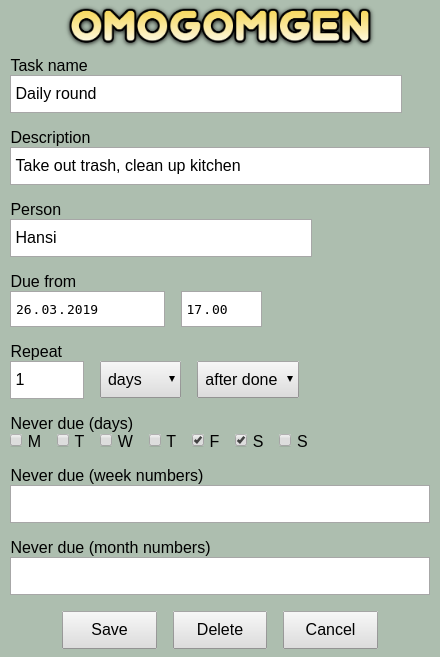 OMOGOMIGEN
Task name
Daily round
Description
Take out trash, clean up kitchen
Person
Hansi
Due from
26.03.2019 17.00
Repeat
1 days after done
Never due (days)
M T W T F S S
Never due (week numbers)
Never due (month numbers)
Save Delete Cancel